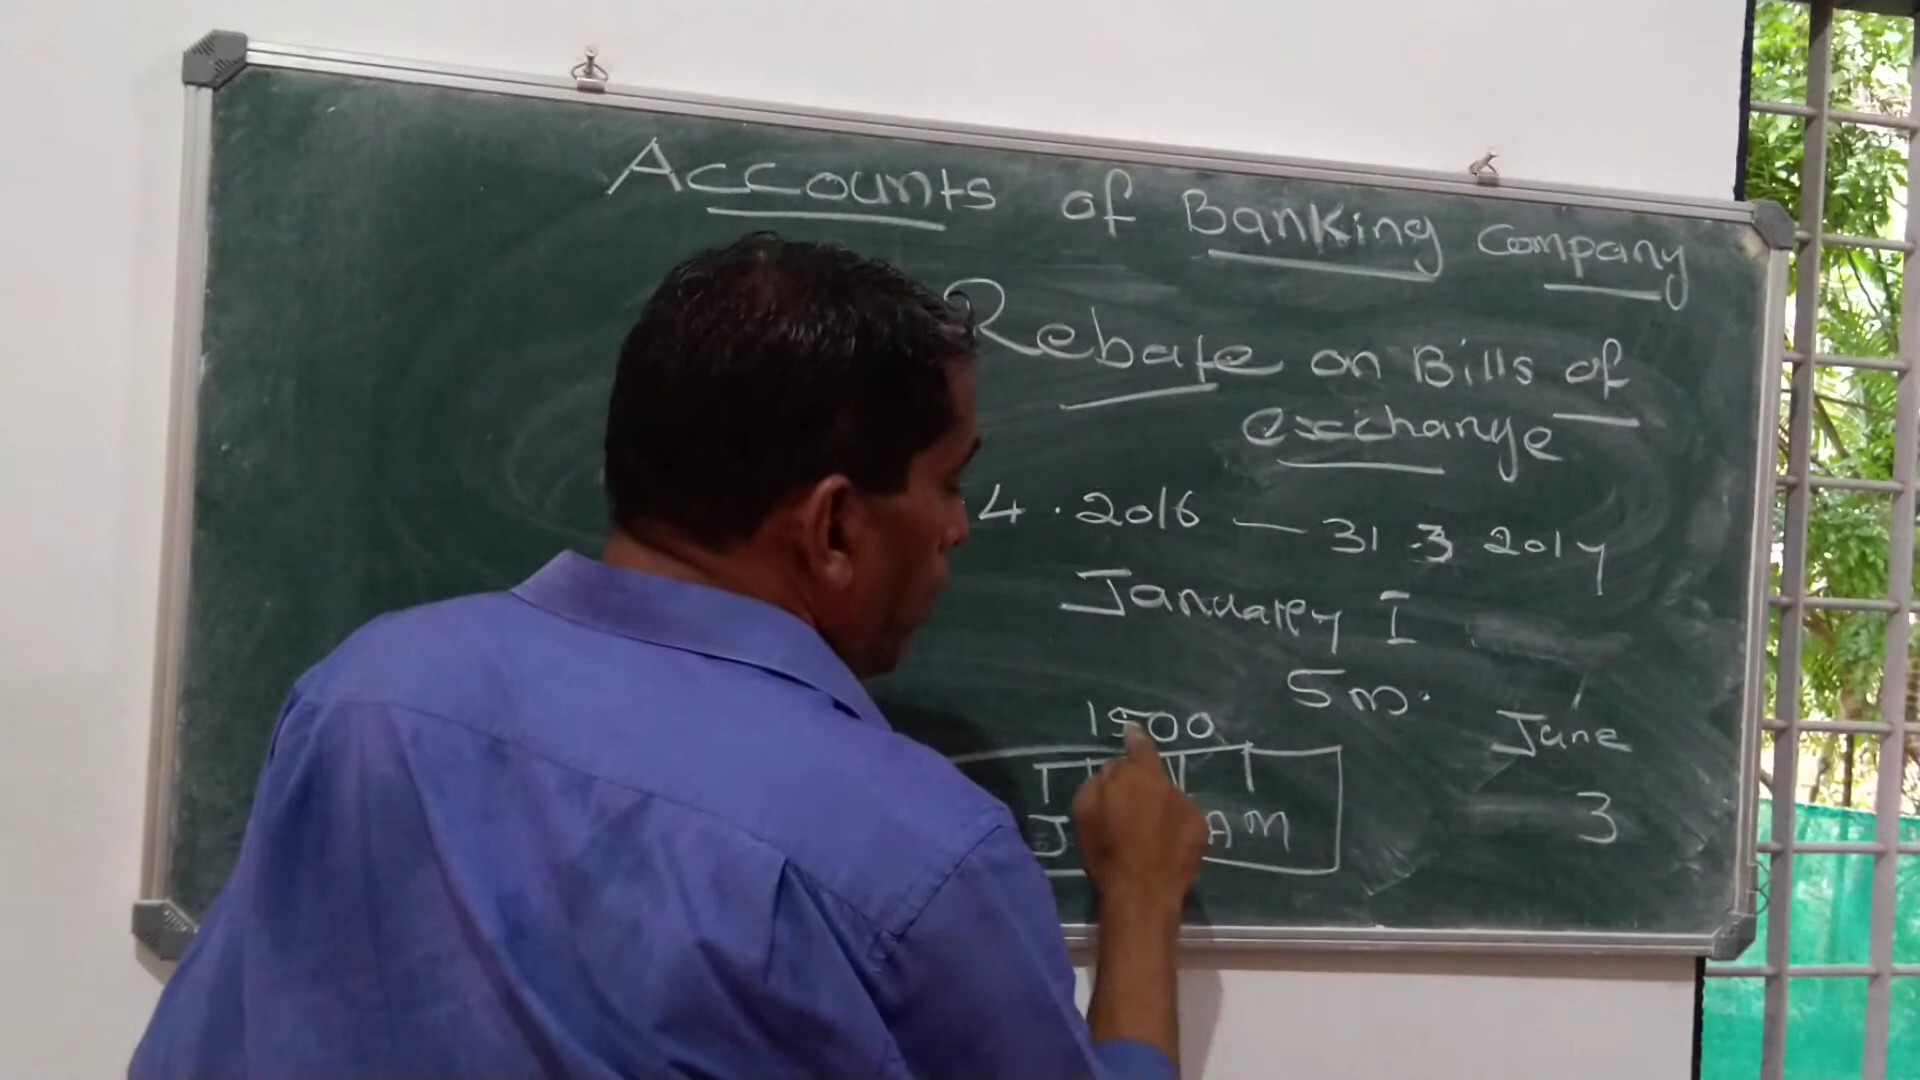 Accounts of Banking Company
Rebate on Bills of
exchange
4.2016 — 31 3 2017
January I
5m.
1500
June
J AM
3